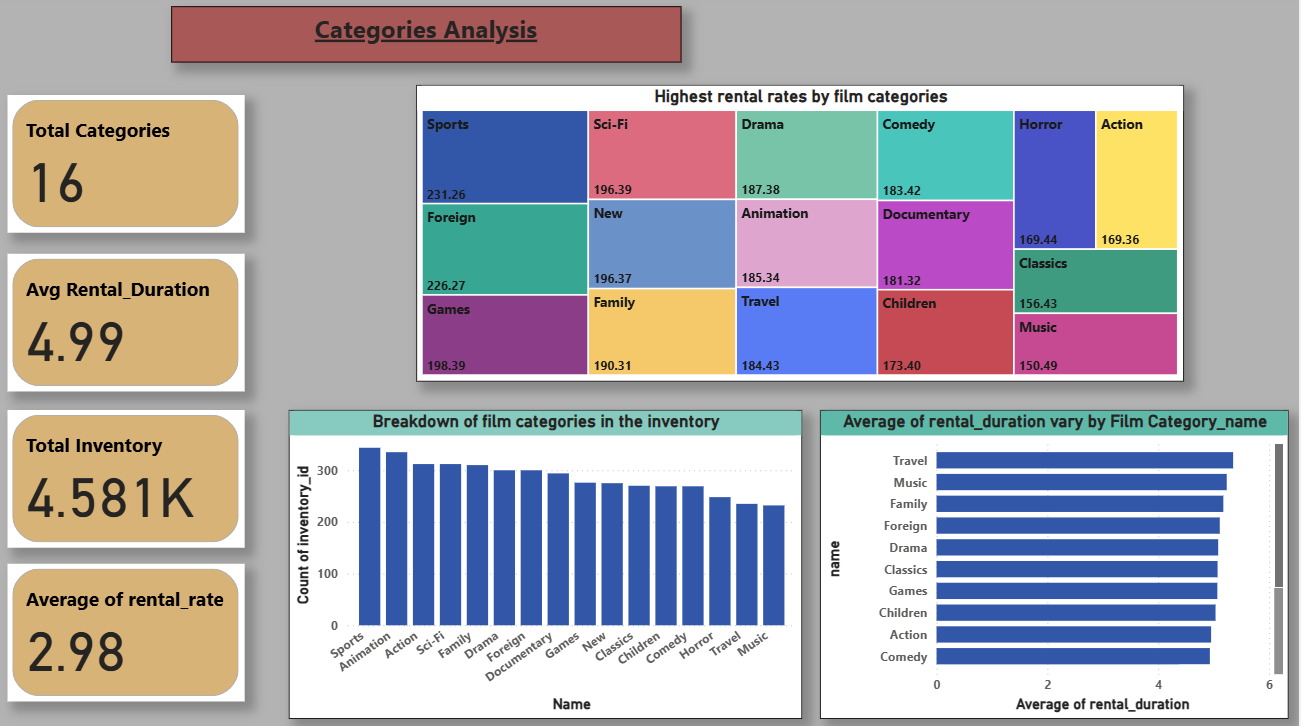 Categories Analysis
Total Categories
16
Avg Rental_Duration
4.99
Total Inventory
4.581K
Average of rental_rate
2.98
Highest rental rates by film categories
Sports
231.26
Foreign
226.27
Games
198.39
Sci-Fi
196.39
New
196.37
Family
190.31
Drama
187.38
Animation
185.34
Travel
184.43
Comedy
183.42
Documentary
181.32
Children
173.40
Horror
169.44
Action
169.36
Classics
156.43
Music
150.49
Breakdown of film categories in the inventory
Count of inventory_id
300
200
100
0
Sports
Animation
Action
Sci-Fi
Family
Drama
Foreign
Documentary
Games
New
Classics
Children
Comedy
Horror
Travel
Music
Name
Average of rental_duration vary by Film Category_name
name
Travel
Music
Family
Foreign
Drama
Classics
Games
Children
Action
Comedy
0 2 4 6
Average of rental_duration